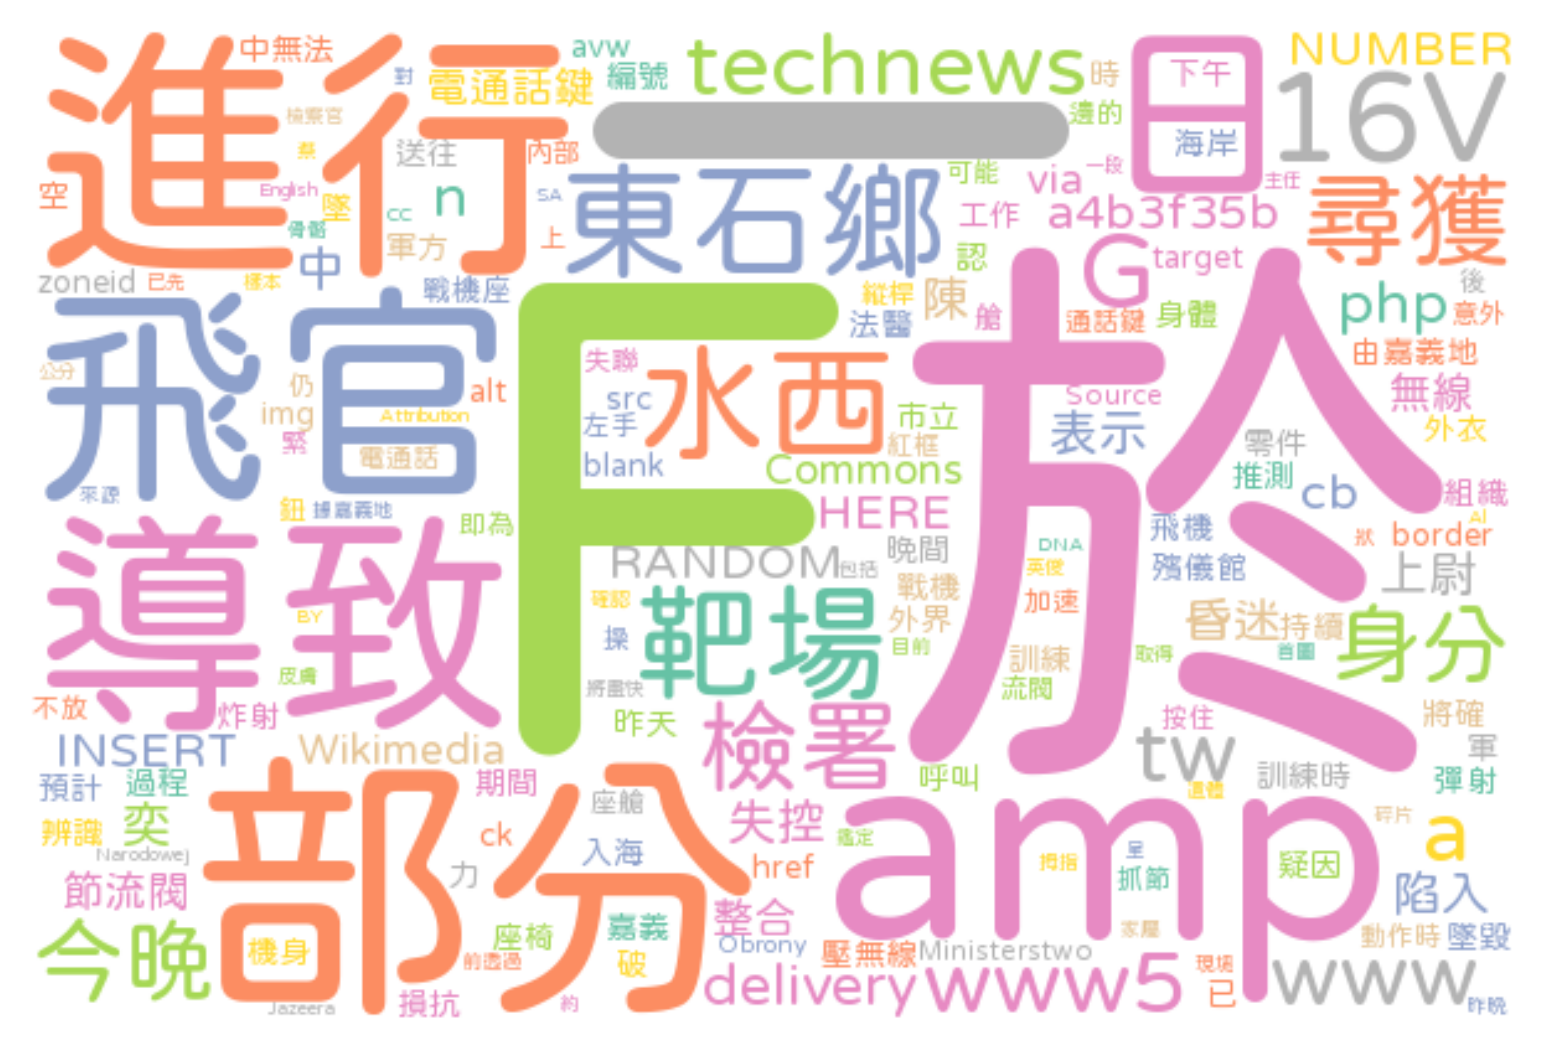 進行
中無法
avw
對
電通話鍵
編號
technews
時
日
下午
海岸
NUMBER
16V
檢察官
蔡
送往
內部
一
邊的
空
English
墜
n
CC
骨骼
軍方
SA
上
東石鄉
可能
via
一段
主任
工作
a4b3f35b
尋獲
zoneid
已先
樣本
中
戰機座
認
G
target
後
飛官
F
縱桿
陳
法醫
艙
於
通話鍵
身體
php
意外
公分
仍
img
alt
Attribution
緊
電通話
失聯
src
左手
水西
市立
紅框
Source
表示
由嘉義地
無線
外衣
零件
推測
來源
blank
Commons
cb
組織
AI
鈕
據嘉義地
即為
HERE
飛機
狀
border
導致
RANDOM
包括
晚間
DNA
英俊
殯儀館
上尉
BY
確認
靶場
戰機
外界
加速
昏迷
持續
身分
操
目前
訓練
取得
首圖
皮膚
將盡快
流閥
不放
炸射
昨天
檢署
按住
將確
INSERT
Wikimedia
tw
軍
預計
過程
期間
呼叫
遺體
訓練時
彈射
部分
座艙
失控
amp
碎片
辨識
奕
ck
鑑定
a
Narodowej
力
入海
href
拇指
呈
抓節
疑因
節流閥
整合
陷入
今晚
機身
座椅
嘉義
Obrony
壓無線
Ministerstwo
家屬
動作時
墜毀
前透過
破
delivery
www5
現場
已
www
Jazeera
損抗
約
昨晚